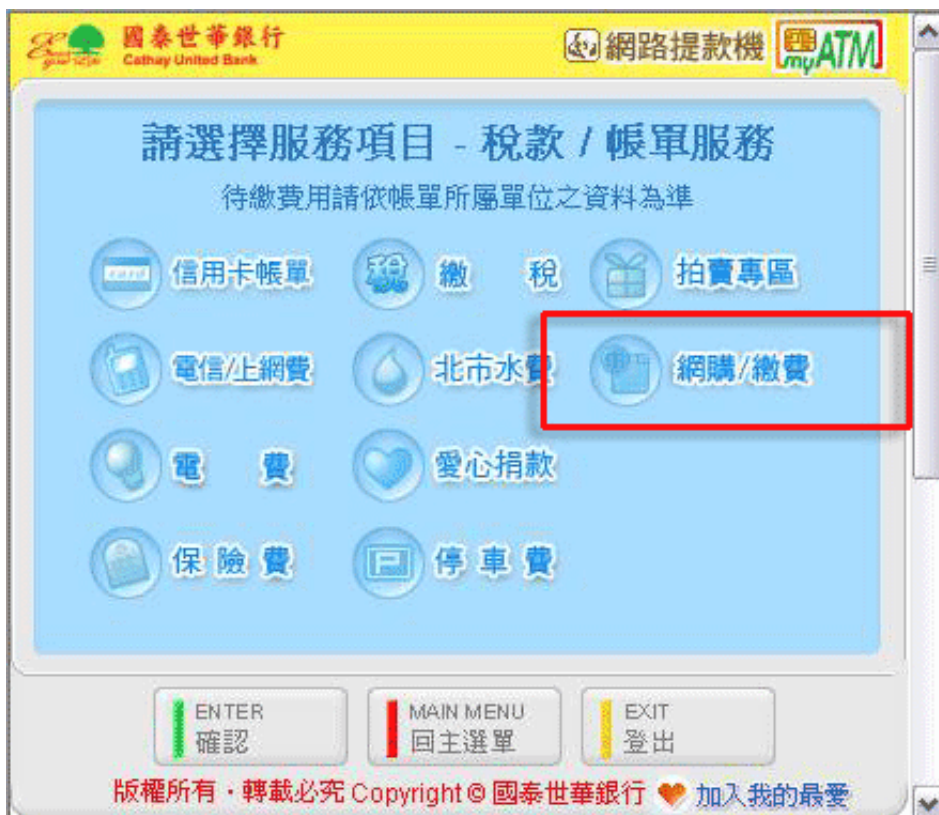 國泰世華銀行
Cathay United Bank
網路提款機 myATM
請選擇服務項目 - 稅款 / 帳單服務
待繳費用請依帳單所屬單位之資料為準
信用卡帳單 稅 繳 稅 拍賣專區
電信/上網費 北市水費 網購/繳費
電 費 愛心捐款
保 險 費 P 停 車 費
ENTER MAIN MENU EXIT
確認 回主選單 登出
版權所有・轉載必究 Copyright © 國泰世華銀行 加入我的最愛